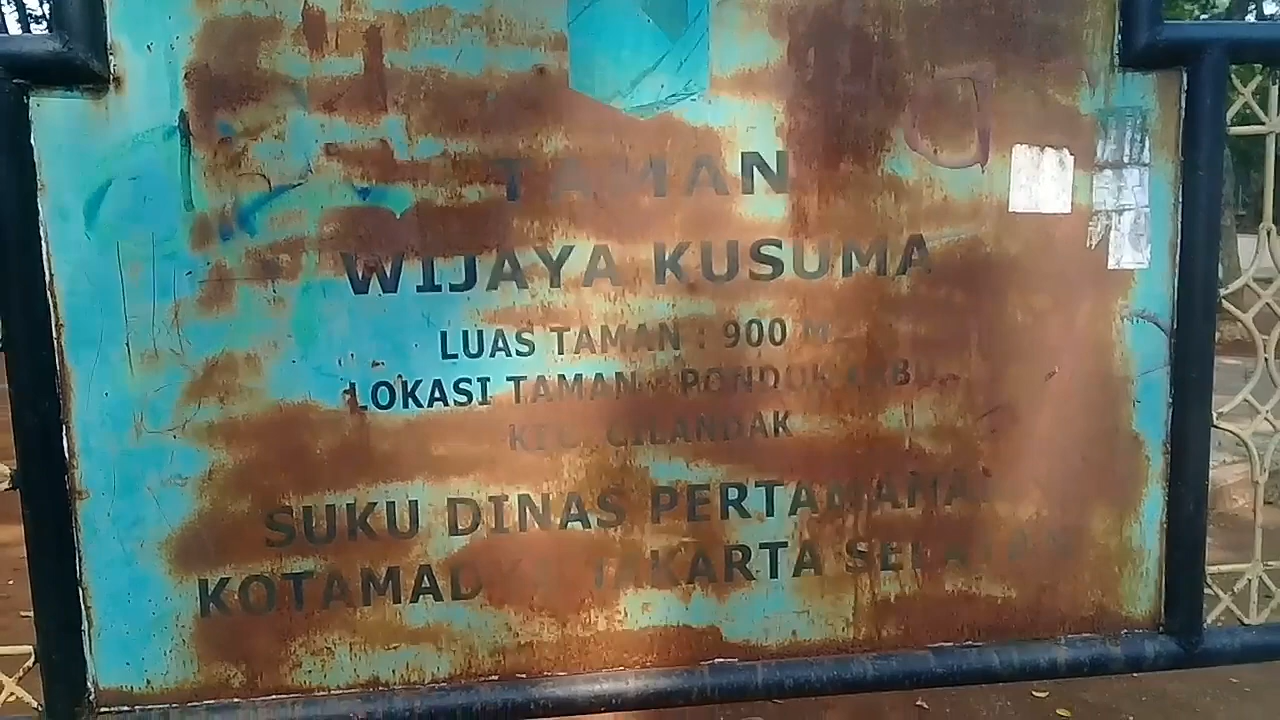 TAMAN
WIJAYA KUSUMA
LUAS TAMAN : 900 M
LOKASI TAMAN : PONDOK LABU
KEC. CILANDAK
SUKU DINAS PERTAMANAN
KOTAMADYA JAKARTA SELATAN